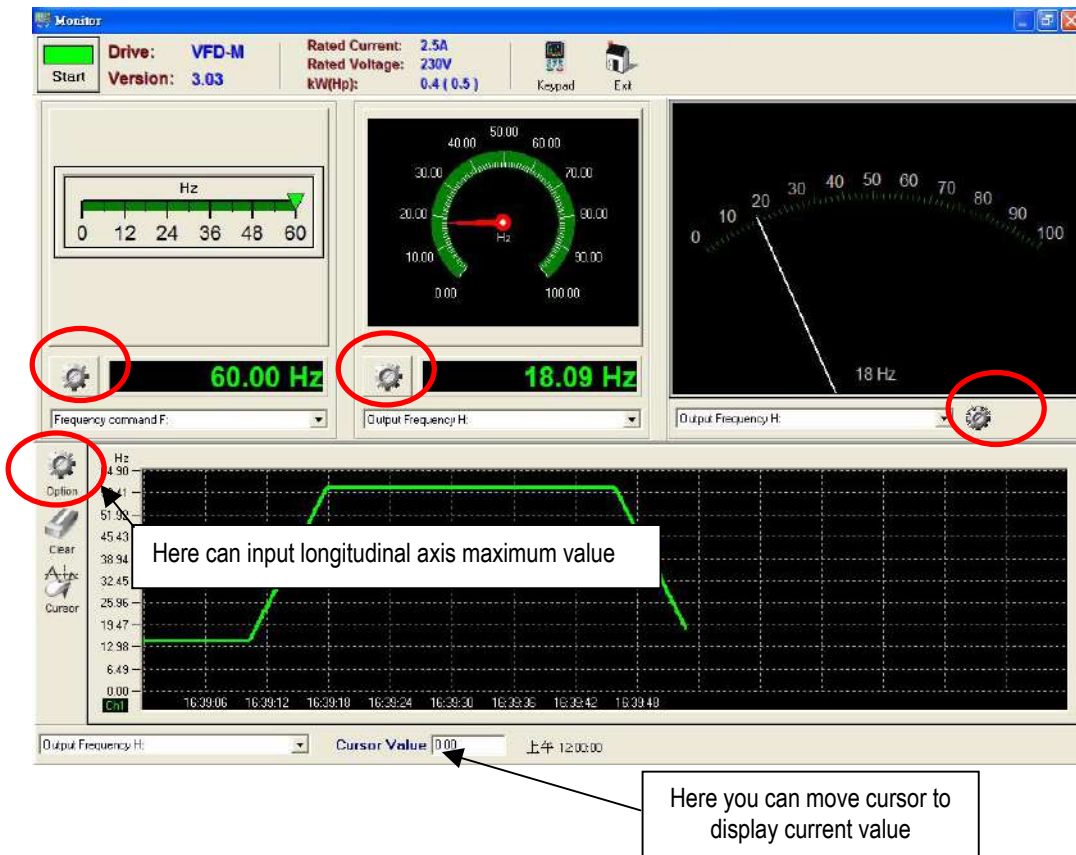 Monitor
Start
Drive: VFD-M
Version: 3.03
Rated Current: 2.5A
Rated Voltage: 230V
kW(Hp): 0.4 ( 0.5 )
Keypad
Exit
Hz
0 12 24 36 48 60
60.00 Hz
Frequency command F:
0.00
10.00
20.00
30.00
40.00
50.00
60.00
70.00
80.00
90.00
100.00
Hz
18.09 Hz
Output Frequency H:
0 10 20 30 40 50 60 70 80 90 100
18 Hz
Output Frequency H:
Option
Clear
Cursor
Hz
4.90
.41
51.92
45.43
38.94
32.45
25.96
19.47
12.98
6.49
0.00
Ch1
16:39:06 16:39:12 16:39:18 16:39:24 16:39:30 16:39:36 16:39:42 16:39:48
Here can input longitudinal axis maximum value
Output Frequency H:
Cursor Value 0.00
上午 12:00:00
Here you can move cursor to
display current value